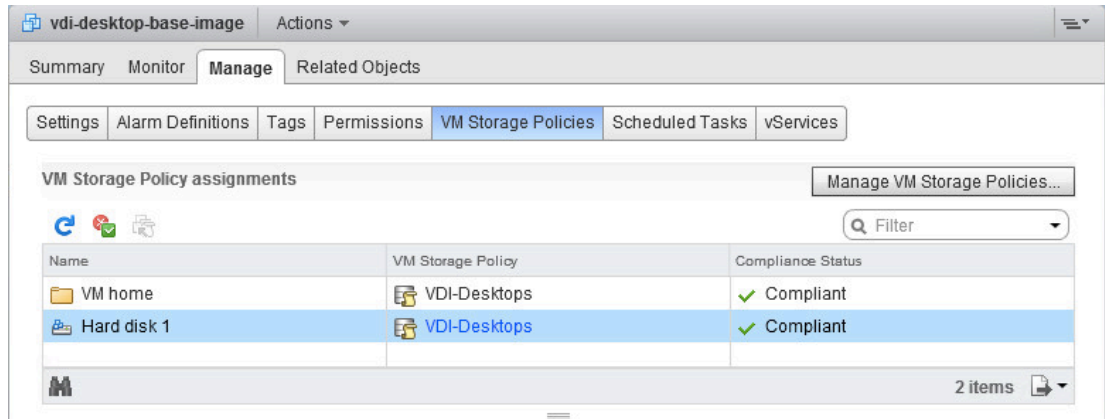 vdi-desktop-base-image Actions
Summary Monitor Manage Related Objects
Settings Alarm Definitions Tags Permissions VM Storage Policies Scheduled Tasks vServices
VM Storage Policy assignments Manage VM Storage Policies...
Filter
Name VM Storage Policy Compliance Status
VM home VDI-Desktops Compliant
Hard disk 1 VDI-Desktops Compliant
2 items